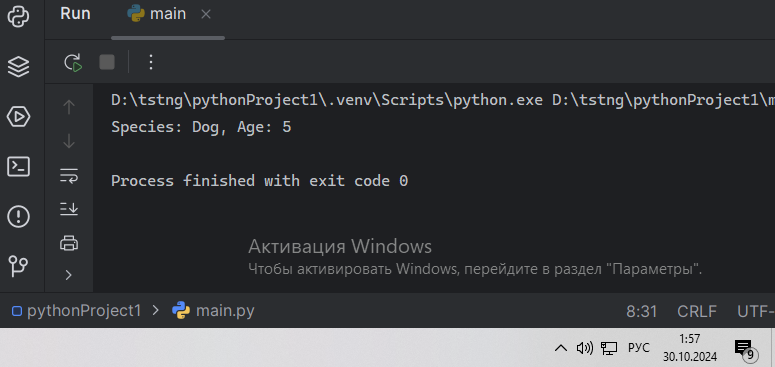 Run main
D:\tstng\pythonProject1\.venv\Scripts\python.exe D:\tstng\pythonProject1\m
Species: Dog, Age: 5
Process finished with exit code 0
Активация Windows
Чтобы активировать Windows, перейдите в раздел "Параметры".
pythonProject1 > main.py 8:31 CRLF UTF-
РУС 1:57
30.10.2024 9